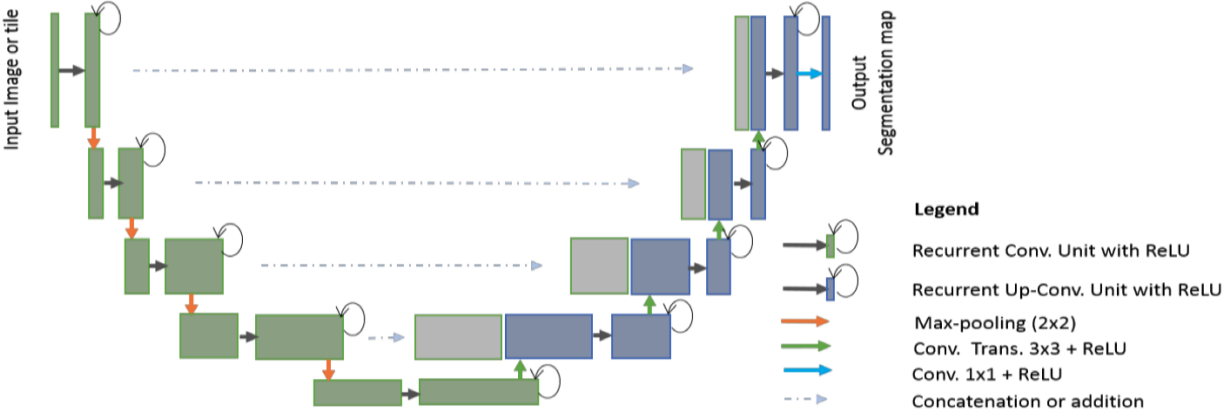 Input Image or tile
Output
Segmentation map
Legend
Recurrent Conv. Unit with ReLU
Recurrent Up-Conv. Unit with ReLU
Max-pooling (2x2)
Conv. Trans. 3x3 + ReLU
Conv. 1x1 + ReLU
Concatenation or addition